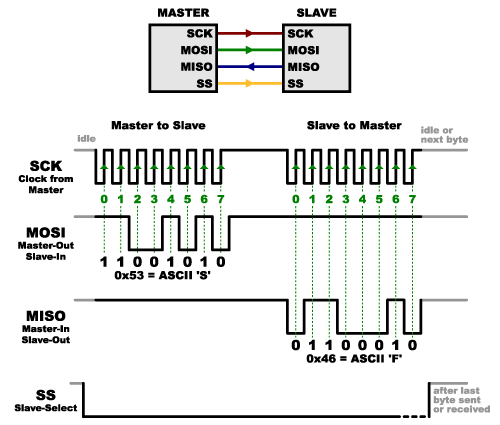 MASTER SLAVE
SCK SCK
MOSI MOSI
MISO MISO
SS SS
Master to Slave Slave to Master
idle
idle or
next byte
SCK
Clock from
Master
0 1 2 3 4 5 6 7 0 1 2 3 4 5 6 7
MOSI
Master-Out
Slave-In
1 1 0 0 1 0 1 0
0x53 = ASCII 'S'
MISO
Master-In
Slave-Out
0 1 1 0 0 0 1 0
0x46 = ASCII 'F'
SS
Slave-Select
after last
byte sent
or received